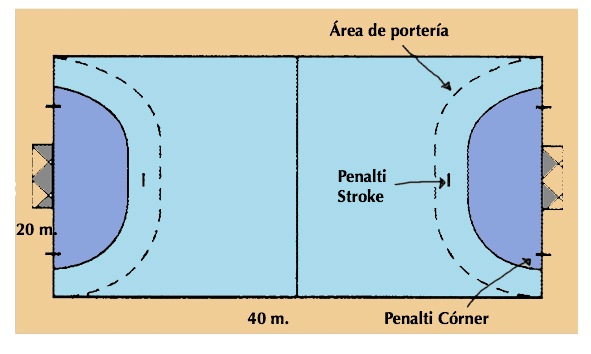 Área de portería
Penalti
Stroke
20 m.
40 m.
Penalti Córner